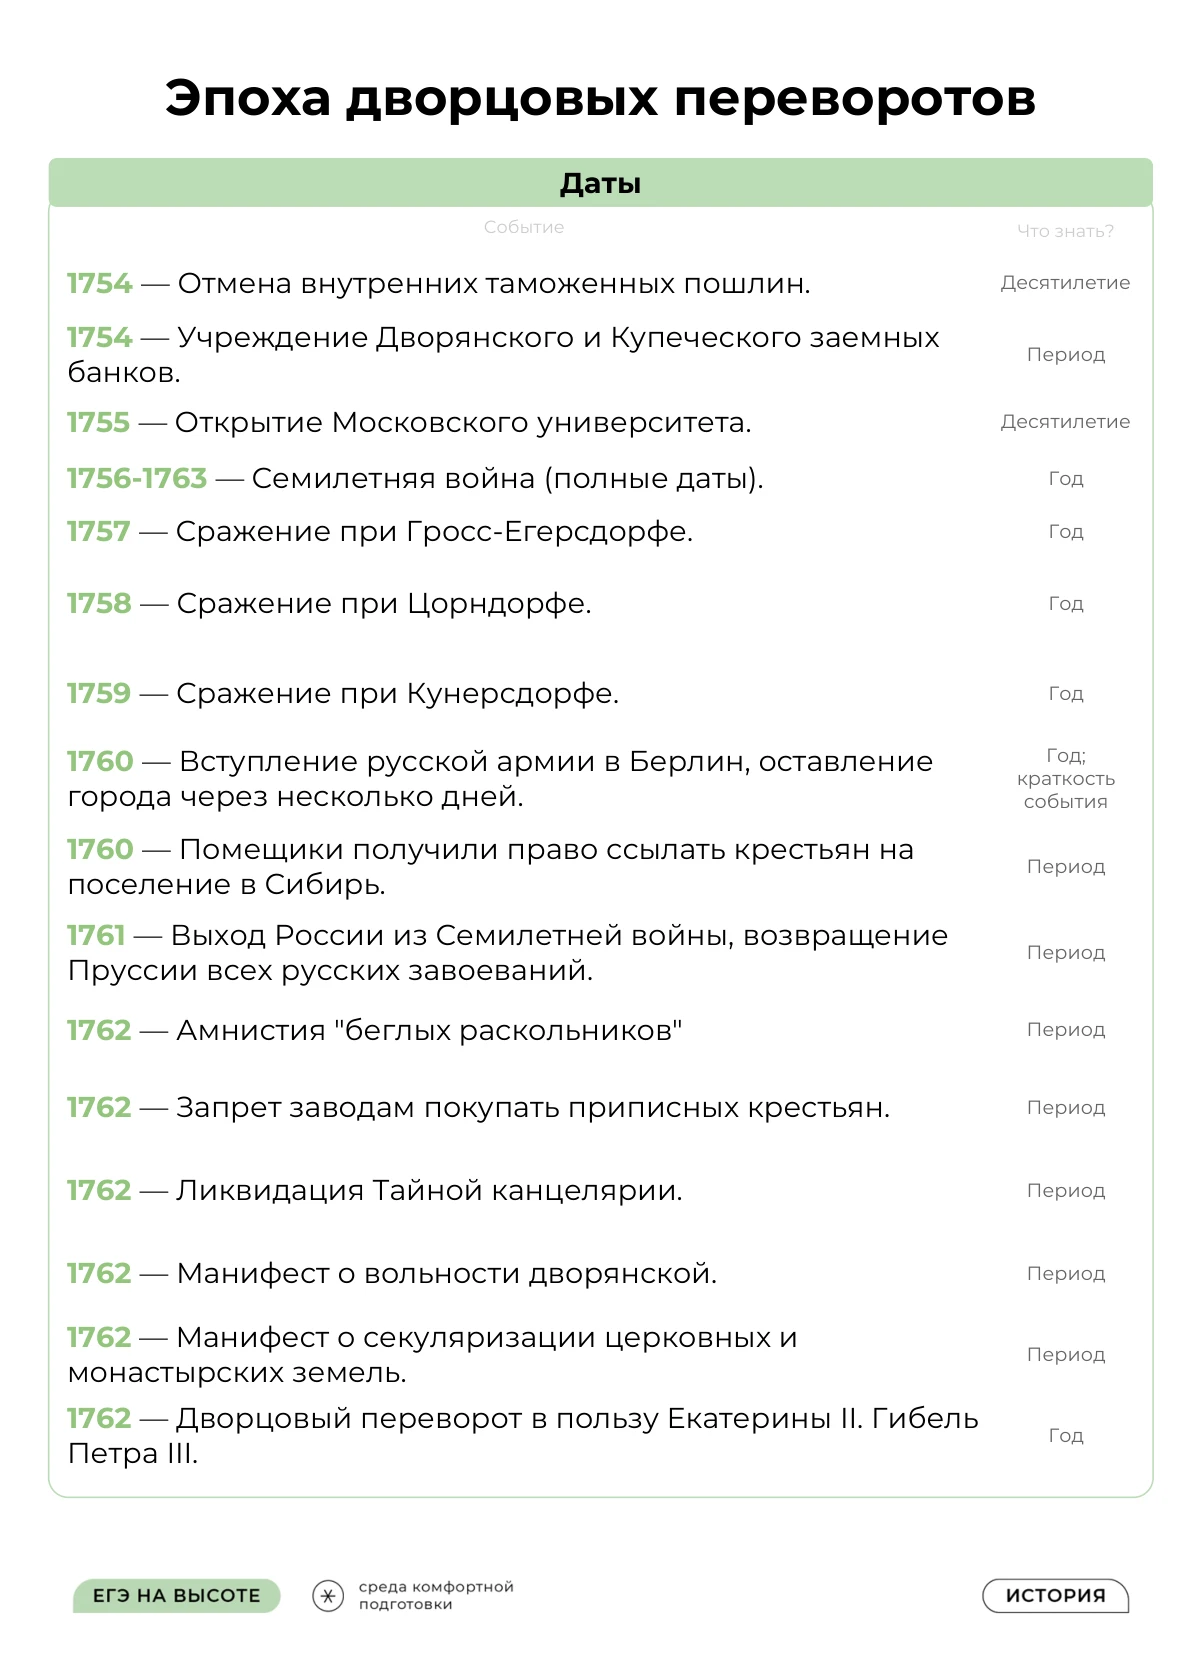 Эпоха дворцовых переворотов
Даты
Событие
Что знать?
1754 — Отмена внутренних таможенных пошлин.
Десятилетие
1754 — Учреждение Дворянского и Купеческого заемных
банков.
Период
1755 — Открытие Московского университета.
Десятилетие
1756-1763 — Семилетняя война (полные даты).
Год
1757 — Сражение при Гросс-Егерсдорфе.
Год
1758 — Сражение при Цорндорфе.
Год
1759 — Сражение при Кунерсдорфе.
Год
1760 — Вступление русской армии в Берлин, оставление
города через несколько дней.
Год;
краткость
события
1760 — Помещики получили право ссылать крестьян на
поселение в Сибирь.
Период
1761 — Выход России из Семилетней войны, возвращение
Пруссии всех русских завоеваний.
Период
1762 — Амнистия "беглых раскольников"
Период
1762 — Запрет заводам покупать приписных крестьян.
Период
1762 — Ликвидация Тайной канцелярии.
Период
1762 — Манифест о вольности дворянской.
Период
1762 — Манифест о секуляризации церковных и
монастырских земель.
Период
1762 — Дворцовый переворот в пользу Екатерины II. Гибель
Петра III.
Год
ЕГЭ НА ВЫСОТЕ
среда комфортной
подготовки
ИСТОРИЯ